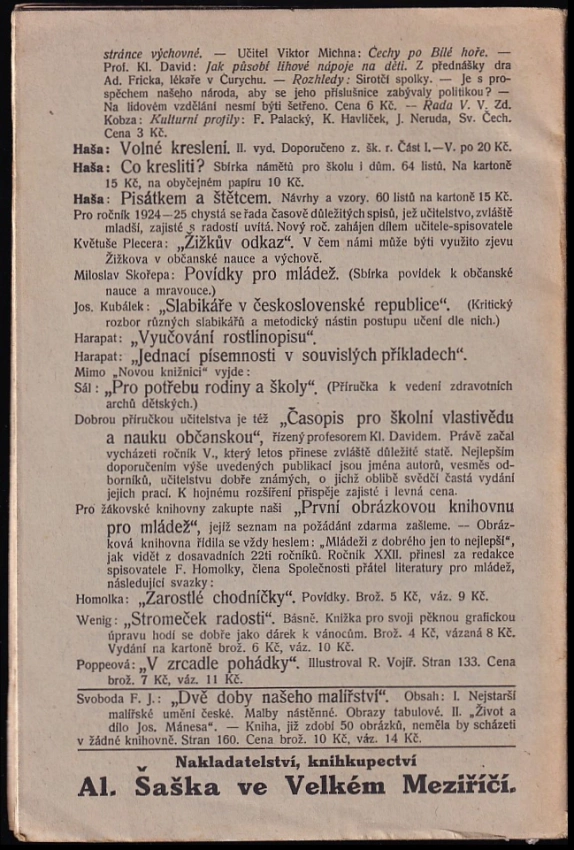 stránce výchovné. — Učitel Viktor Michna: Čechy po Bílé hoře. —
Prof. Kl. David: Jak působí lihové nápoje na děti. Z přednášky dra
Ad. Fricka, lékaře v Curychu. — Rozhledy: Sirotčí spolky. — Je s pro-
spěchem našeho národa, aby se jeho příslušnice zabývaly politikou? —
Na lidovém vzdělání nesmí býti šetřeno. Cena 6 Kč. — Řada V. V. Zd.
Kobza: Kulturní profily: F. Palacký, K. Havlíček, J. Neruda, Sv. Čech.
Cena 3 Kč.
Haša: Volné kreslení. II. vyd. Doporučeno z. šk. r. Část I.—V. po 20 Kč.
Haša: Co kresliti? Sbírka námětů pro školu i dům. 64 listů. Na kartoně
15 Kč, na obyčejném papíru 10 Kč.
Haša: Pisátkem a štětcem. Návrhy a vzory. 60 listů na kartoně 15 Kč.
Pro ročník 1924—25 chystá se řada časově důležitých spisů, jež učitelstvo, zvláště
mladší, zajisté s radostí uvítá. Nový roč. zahájen dílem učitele-spisovatele
Květuše Plecera: „Žižkův odkaz“. V čem námi může býti využito zjevu
Žižkova v občanské nauce a výchově.
Miloslav Skořepa: Povídky pro mládež. (Sbírka povídek k občanské
nauce a mravouce.)
Jos. Kubálek: „Slabikáře v československé republice“. (Kritický
rozbor různých slabikářů a metodický nástin postupu učení dle nich.)
Harapat: „Vyučování rostlinopisu“.
Harapat: „Jednací písemnosti v souvislých příkladech“.
Mimo „Novou knižnici“ vyjde:
Sál: „Pro potřebu rodiny a školy“. (Příručka k vedení zdravotních
archů dětských.)
Dobrou příručkou učitelstva je též „Časopis pro školní vlastivědu
a nauku občanskou“, řízený profesorem Kl. Davidem. Právě začal
vycházeti ročník V., který letos přinese zvláště důležité statě. Nejlepším
doporučením výše uvedených publikací jsou jména autorů, vesměs od-
borníků, učitelstvu dobře známých, o jichž oblibě svědčí častá vydání
jejich prací. K hojnému rozšíření přispěje zajisté i levná cena.
Pro žákovské knihovny zakupte naši „První obrázkovou knihovnu
pro mládež“, jejíž seznam na požádání zdarma zašleme. — Obráz-
ková knihovna řídila se vždy heslem: „Mládeži z dobrého jen to nejlepší“,
jak vidět z dosavadních 22ti ročníků. Ročník XXII. přinesl za redakce
spisovatele F. Homolky, člena Společnosti přátel literatury pro mládež,
následující svazky:
Homolka: „Zarostlé chodníčky“. Povídky. Brož. 5 Kč, váz. 9 Kč.
Wenig: „Stromeček radosti“. Básně. Knížka pro svoji pěknou grafickou
úpravu hodí se dobře jako dárek k vánocům. Brož. 4 Kč, vázaná 8 Kč.
Vydání na kartoně brož. 6 Kč, váz. 10 Kč.
Poppeová: „V zrcadle pohádky“. Illustroval R. Vojíř. Stran 133. Cena
brož. 7 Kč, váz. 11 Kč.
Svoboda F. J.: „Dvě doby našeho malířství“. Obsah: I. Nejstarší
malířské umění české. Malby nástěnné. Obrazy tabulové. II. „Život a
dílo Jos. Mánesa“. — Kniha, již zdobí 50 obrázků, neměla by scházeti
v žádné knihovně. Stran 160. Cena brož. 10 Kč, váz. 14 Kč.
Nakladatelství, knihkupectví
Al. Šaška ve Velkém Meziříčí.